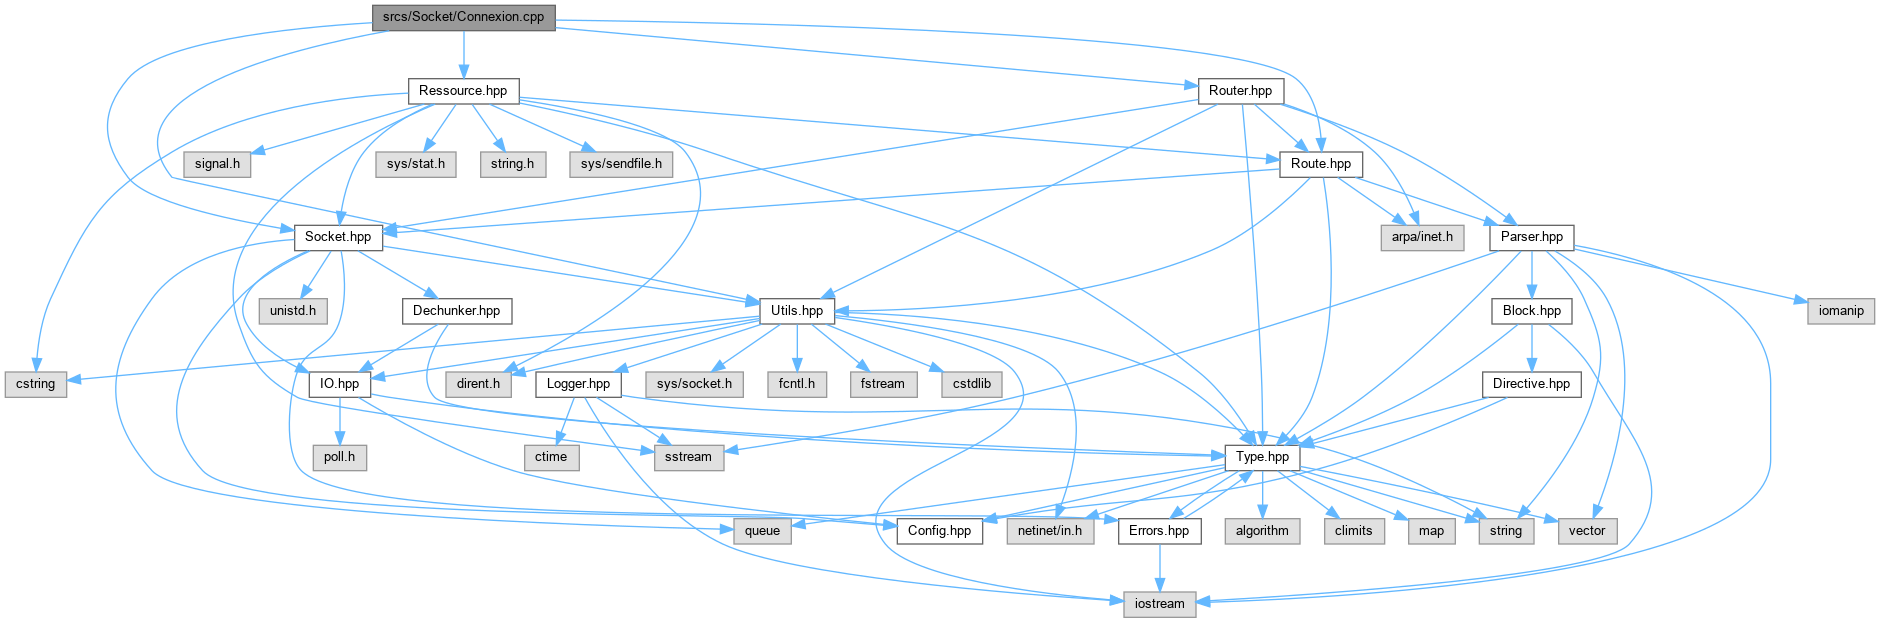 srcs/Socket/Connexion.cpp
Ressource.hpp
Router.hpp
signal.h
sys/stat.h
string.h
sys/sendfile.h
Route.hpp
Socket.hpp
arpa/inet.h
Parser.hpp
unistd.h
Dechunker.hpp
Utils.hpp
Block.hpp
iomanip
cstring
IO.hpp
dirent.h
Logger.hpp
sys/socket.h
fcntl.h
fstream
cstdlib
Directive.hpp
poll.h
ctime
sstream
Type.hpp
queue
Config.hpp
netinet/in.h
Errors.hpp
algorithm
climits
map
string
vector
iostream